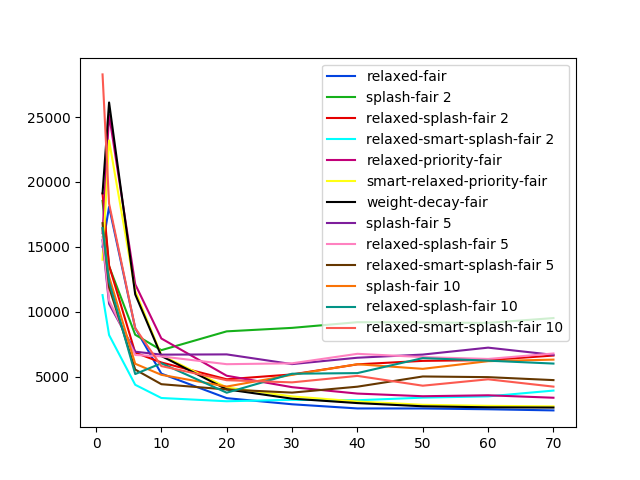 25000
20000
15000
10000
5000
0
10
20
30
40
50
60
70
relaxed-fair
splash-fair 2
relaxed-splash-fair 2
relaxed-smart-splash-fair 2
relaxed-priority-fair
smart-relaxed-priority-fair
weight-decay-fair
splash-fair 5
relaxed-splash-fair 5
relaxed-smart-splash-fair 5
splash-fair 10
relaxed-splash-fair 10
relaxed-smart-splash-fair 10